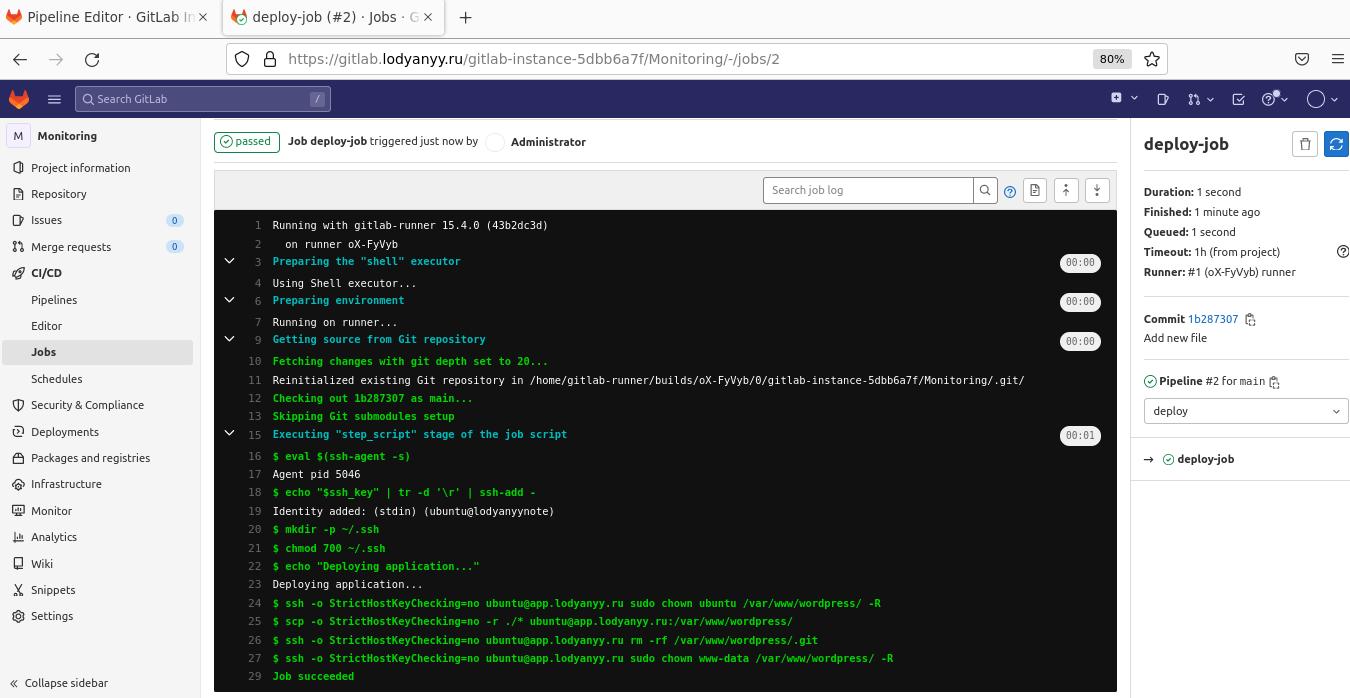 Pipeline Editor · GitLab In
deploy-job (#2) · Jobs · G
https://gitlab.lodyanyy.ru/gitlab-instance-5dbb6a7f/Monitoring/-/jobs/2
80%
Search GitLab
/
M Monitoring
Project information
Repository
Issues 0
Merge requests 0
CI/CD
Pipelines
Editor
Jobs
Schedules
Security & Compliance
Deployments
Packages and registries
Infrastructure
Monitor
Analytics
Wiki
Snippets
Settings
Collapse sidebar
passed Job deploy-job triggered just now by Administrator
Search job log
1 Running with gitlab-runner 15.4.0 (43b2dc3d)
2 on runner oX-FyVyb
3 Preparing the "shell" executor 00:00
4 Using Shell executor...
6 Preparing environment 00:00
7 Running on runner...
9 Getting source from Git repository 00:00
10 Fetching changes with git depth set to 20...
11 Reinitialized existing Git repository in /home/gitlab-runner/builds/oX-FyVyb/0/gitlab-instance-5dbb6a7f/Monitoring/.git/
12 Checking out 1b287307 as main...
13 Skipping Git submodules setup
15 Executing "step_script" stage of the job script 00:01
16 $ eval $(ssh-agent -s)
17 Agent pid 5046
18 $ echo "$ssh_key" | tr -d '\r' | ssh-add -
19 Identity added: (stdin) (ubuntu@lodyanyynote)
20 $ mkdir -p ~/.ssh
21 $ chmod 700 ~/.ssh
22 $ echo "Deploying application..."
23 Deploying application...
24 $ ssh -o StrictHostKeyChecking=no ubuntu@app.lodyanyy.ru sudo chown ubuntu /var/www/wordpress/ -R
25 $ scp -o StrictHostKeyChecking=no -r ./* ubuntu@app.lodyanyy.ru:/var/www/wordpress/
26 $ ssh -o StrictHostKeyChecking=no ubuntu@app.lodyanyy.ru rm -rf /var/www/wordpress/.git
27 $ ssh -o StrictHostKeyChecking=no ubuntu@app.lodyanyy.ru sudo chown www-data /var/www/wordpress/ -R
29 Job succeeded
deploy-job
Duration: 1 second
Finished: 1 minute ago
Queued: 1 second
Timeout: 1h (from project)
Runner: #1 (oX-FyVyb) runner
Commit 1b287307
Add new file
Pipeline #2 for main
deploy
→ deploy-job